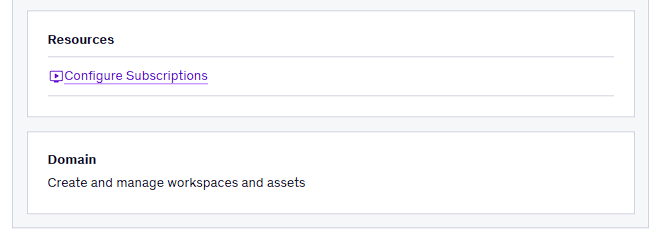 Resources
Configure Subscriptions
Domain
Create and manage workspaces and assets